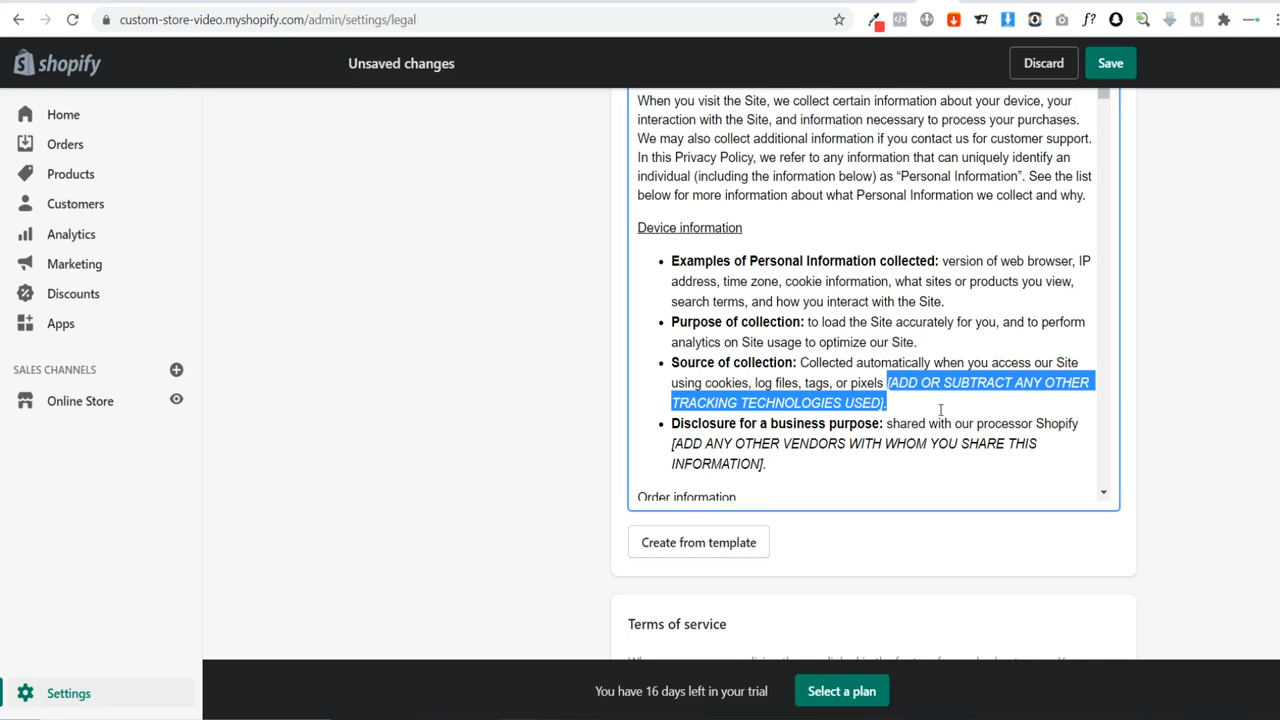 custom-store-video.myshopify.com/admin/settings/legal
shopify
Unsaved changes
Discard
Save
Home
Orders
Products
Customers
Analytics
Marketing
Discounts
Apps
SALES CHANNELS
Online Store
Settings
When you visit the Site, we collect certain information about your device, your
interaction with the Site, and information necessary to process your purchases.
We may also collect additional information if you contact us for customer support.
In this Privacy Policy, we refer to any information that can uniquely identify an
individual (including the information below) as “Personal Information”. See the list
below for more information about what Personal Information we collect and why.
Device information
Examples of Personal Information collected: version of web browser, IP
address, time zone, cookie information, what sites or products you view,
search terms, and how you interact with the Site.
Purpose of collection: to load the Site accurately for you, and to perform
analytics on Site usage to optimize our Site.
Source of collection: Collected automatically when you access our Site
using cookies, log files, tags, or pixels [ADD OR SUBTRACT ANY OTHER
TRACKING TECHNOLOGIES USED].
Disclosure for a business purpose: shared with our processor Shopify
[ADD ANY OTHER VENDORS WITH WHOM YOU SHARE THIS
INFORMATION].
Order information
Create from template
Terms of service
You have 16 days left in your trial
Select a plan